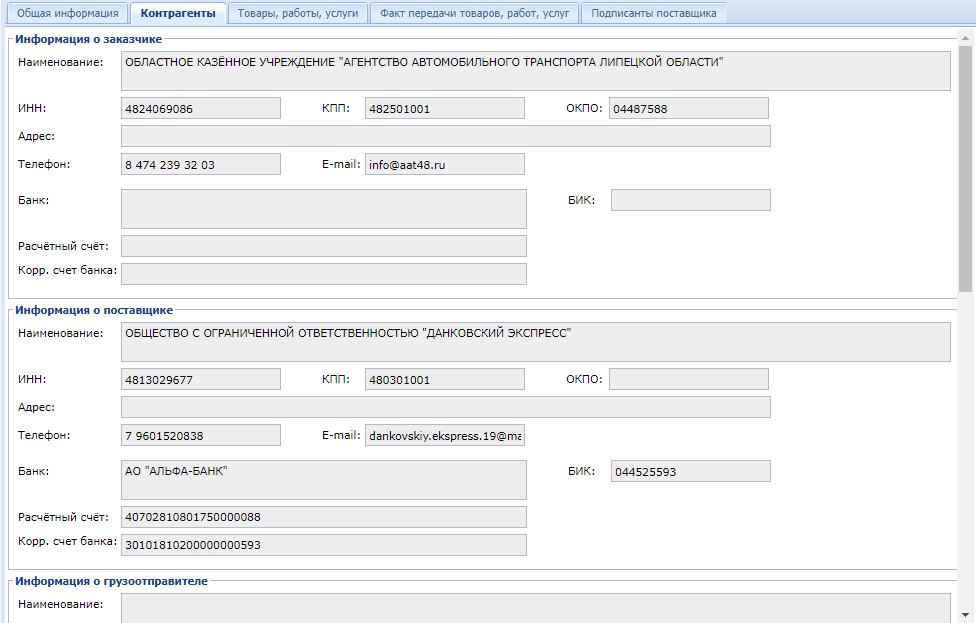 Общая информация Контрагенты Товары, работы, услуги Факт передачи товаров, работ, услуг Подписанты поставщика
Информация о заказчике
Наименование: ОБЛАСТНОЕ КАЗЁННОЕ УЧРЕЖДЕНИЕ "АГЕНТСТВО АВТОМОБИЛЬНОГО ТРАНСПОРТА ЛИПЕЦКОЙ ОБЛАСТИ"
ИНН: 4824069086 КПП: 482501001 ОКПО: 04487588
Адрес:
Телефон: 8 474 239 32 03 E-mail: info@aat48.ru
Банк: БИК:
Расчётный счёт:
Корр. счет банка:
Информация о поставщике
Наименование: ОБЩЕСТВО С ОГРАНИЧЕННОЙ ОТВЕТСТВЕННОСТЬЮ "ДАНКОВСКИЙ ЭКСПРЕСС"
ИНН: 4813029677 КПП: 480301001 ОКПО:
Адрес:
Телефон: 7 9601520838 E-mail: dankovskiy.ekspress.19@ma
Банк: АО "АЛЬФА-БАНК" БИК: 044525593
Расчётный счёт: 40702810801750000088
Корр. счет банка: 30101810200000000593
Информация о грузоотправителе
Наименование: